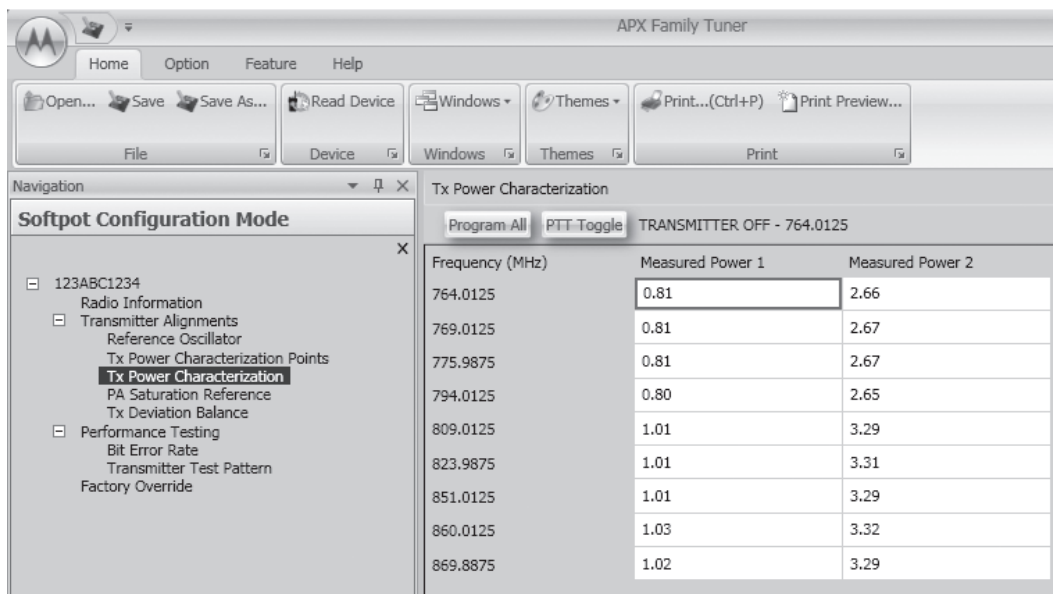 APX Family Tuner
Home Option Feature Help
Open... Save Save As... Read Device Windows Themes Print...(Ctrl+P) Print Preview...
File Device Windows Themes Print
Navigation
Softpot Configuration Mode
123ABC1234
Radio Information
Transmitter Alignments
Reference Oscillator
Tx Power Characterization Points
Tx Power Characterization
PA Saturation Reference
Tx Deviation Balance
Performance Testing
Bit Error Rate
Transmitter Test Pattern
Factory Override
Tx Power Characterization
Program All PTT Toggle TRANSMITTER OFF - 764.0125
Frequency (MHz) Measured Power 1 Measured Power 2
764.0125 0.81 2.66
769.0125 0.81 2.67
775.9875 0.81 2.67
794.0125 0.80 2.65
809.0125 1.01 3.29
823.9875 1.01 3.31
851.0125 1.01 3.29
860.0125 1.03 3.32
869.8875 1.02 3.29